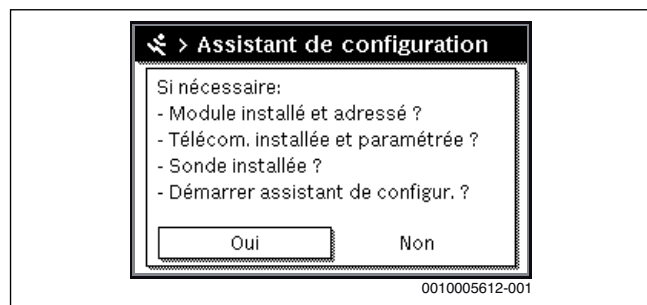 > Assistant de configuration
Si nécessaire:
- Module installé et adressé ?
- Télécom. installée et paramétrée ?
- Sonde installée ?
- Démarrer assistant de configur. ?
Oui
Non
0010005612-001